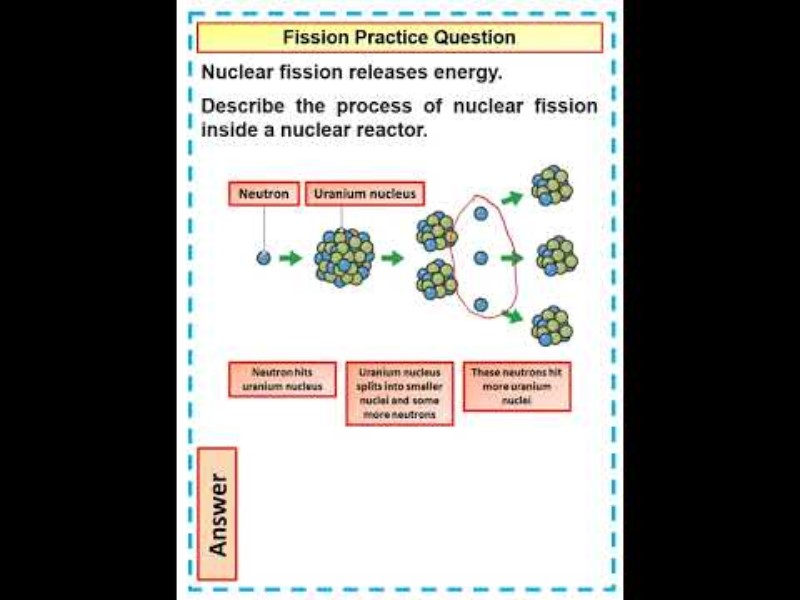 Fission Practice Question
Nuclear fission releases energy.
Describe the process of nuclear fission
inside a nuclear reactor.
Neutron
Uranium nucleus
Neutron hits
uranium nucleus
Uranium nucleus
splits into smaller
nuclei and some
more neutrons
These neutrons hit
more uranium
nuclei
Answer